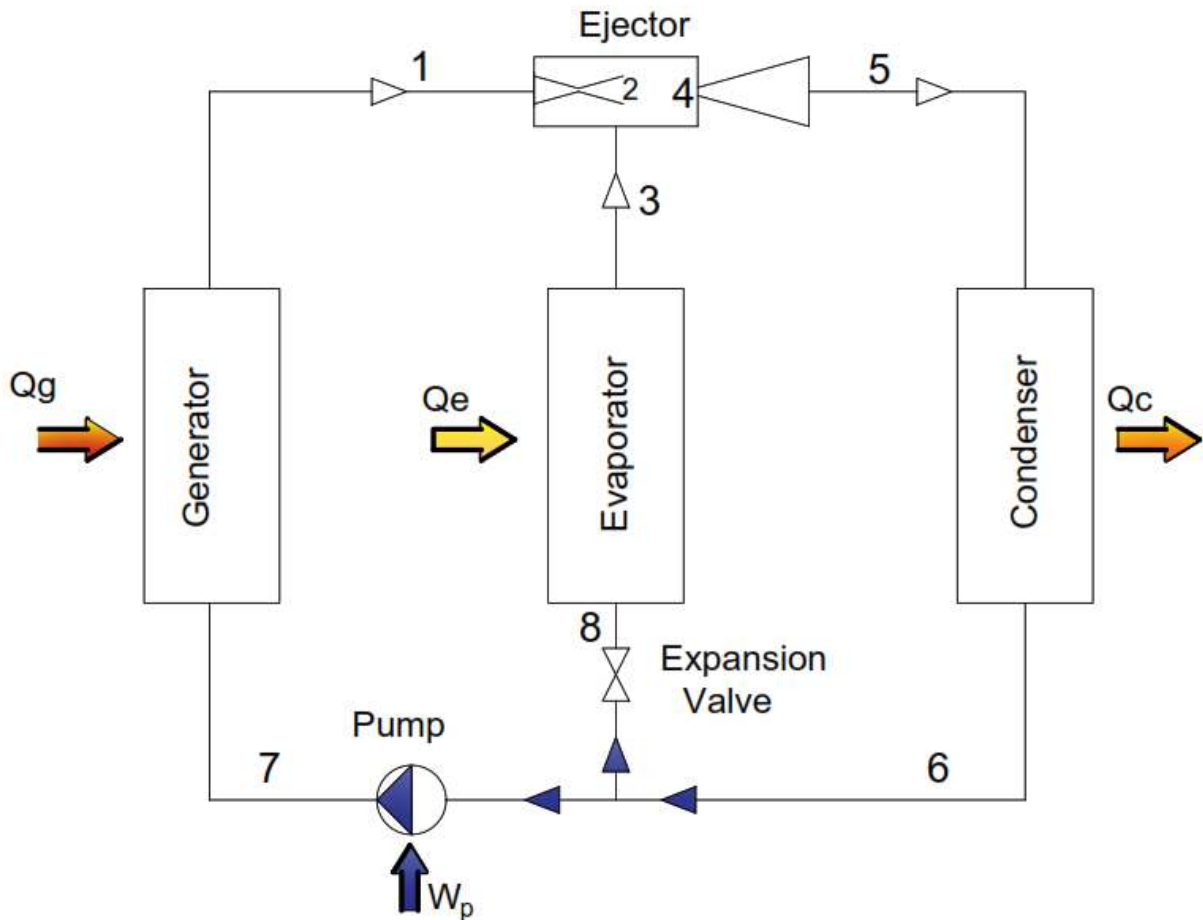 Ejector
1
2
4
5
3
Qg
Generator
Qe
Evaporator
Condenser
Qc
8
Expansion
Valve
Pump
7
6
Wp